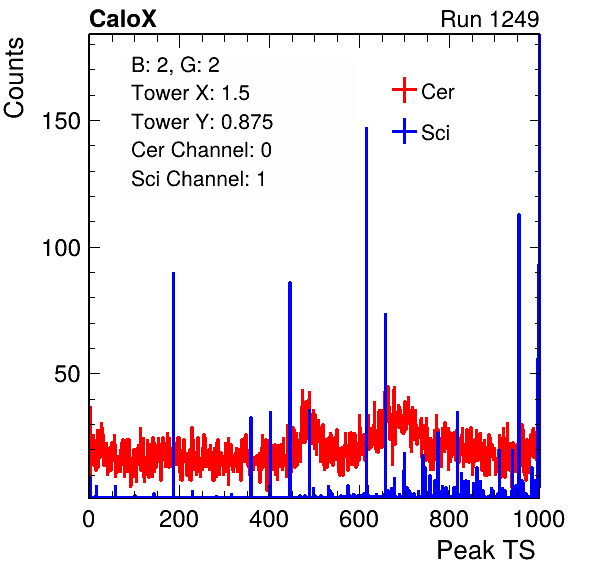 CaloX Run 1249
Counts
B: 2, G: 2
Tower X: 1.5
Tower Y: 0.875
Cer Channel: 0
Sci Channel: 1
Cer
Sci
150
100
50
0 200 400 600 800 1000
Peak TS